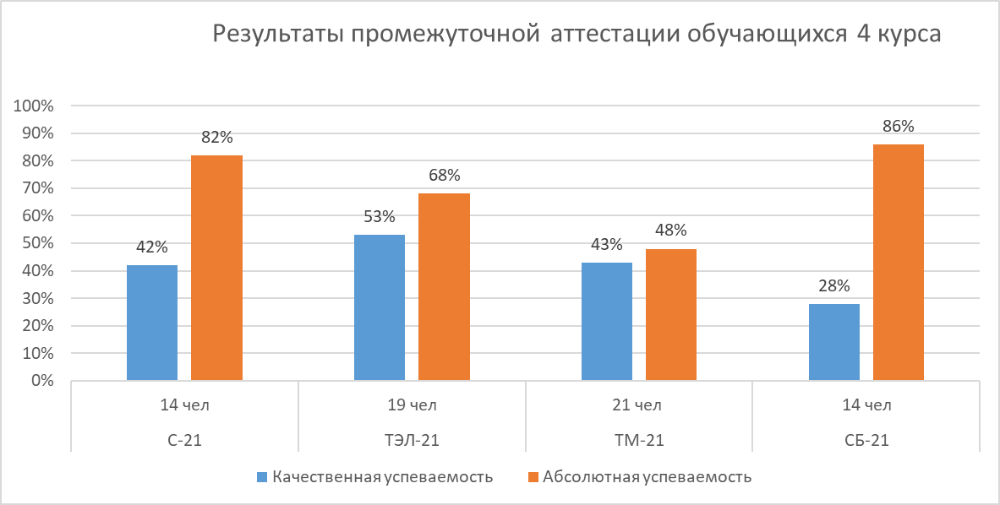 Результаты промежуточной аттестации обучающихся 4 курса
100%
90%
80%
70%
60%
50%
40%
30%
20%
10%
0%
42%
82%
53%
68%
43%
48%
28%
86%
14 чел
19 чел
21 чел
14 чел
С-21
ТЭЛ-21
ТМ-21
СБ-21
Качественная успеваемость
Абсолютная успеваемость